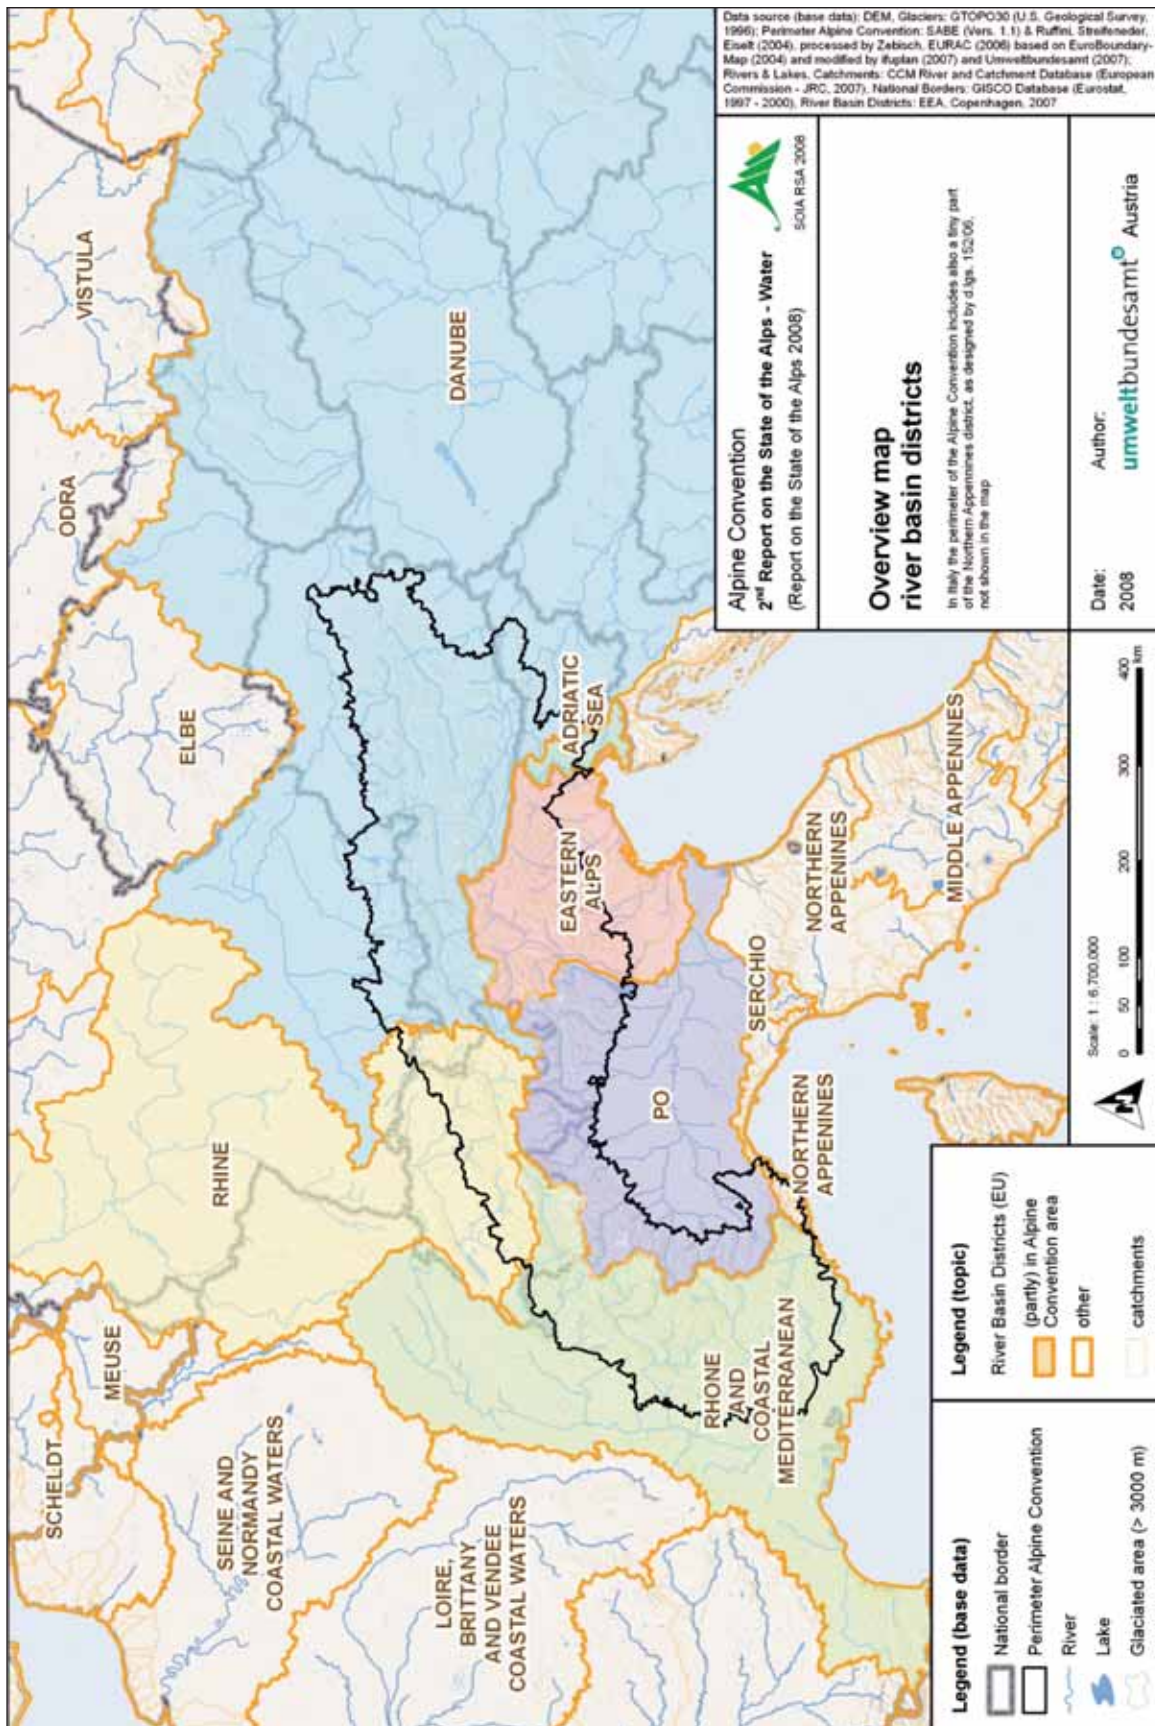 SCHELDT
MEUSE
RHINE
ELBE
ODRA
VISTULA
SEINE AND
NORMANDY
COASTAL WATERS
LOIRE,
BRITTANY
AND VENDEE
COASTAL WATERS
DANUBE
RHONE
AND
COASTAL
MEDITERRANEAN
PO
EASTERN
ALPS
ADRIATIC
SEA
NORTHERN
APPENINES
SERCHIO
NORTHERN
APPENINES
MIDDLE APPENINES
Legend (base data)
National border
Perimeter Alpine Convention
River
Lake
Glaciated area (> 3000 m)
Legend (topic)
River Basin Districts (EU)
(partly) in Alpine
Convention area
other
catchments
N
Scale: 1 : 6,700,000
0 50 100 200 300 400
km
Alpine Convention
2nd Report on the State of the Alps - Water
(Report on the State of the Alps 2008)
SOIA RSA 2008
Overview map
river basin districts
In Italy the perimeter of the Alpine Convention includes also a tiny part
of the Northern Appennines district, as designed by d.lgs. 152/06,
not shown in the map
Date:
2008
Author:
umweltbundesamt Austria
Data source (base data): DEM, Glaciers: GTOPO30 (U.S. Geological Survey,
1996); Perimeter Alpine Convention: SABE (Vers. 1.1) & Ruffini, Streifeneder,
Eiselt (2004), processed by Zebisch, EURAC (2006) based on EuroBoundary-
Map (2004) and modified by ifuplan (2007) and Umweltbundesamt (2007);
Rivers & Lakes, Catchments: CCM River and Catchment Database (European
Commission - JRC, 2007), National Borders: GISCO Database (Eurostat,
1997 - 2000), River Basin Districts: EEA, Copenhagen, 2007